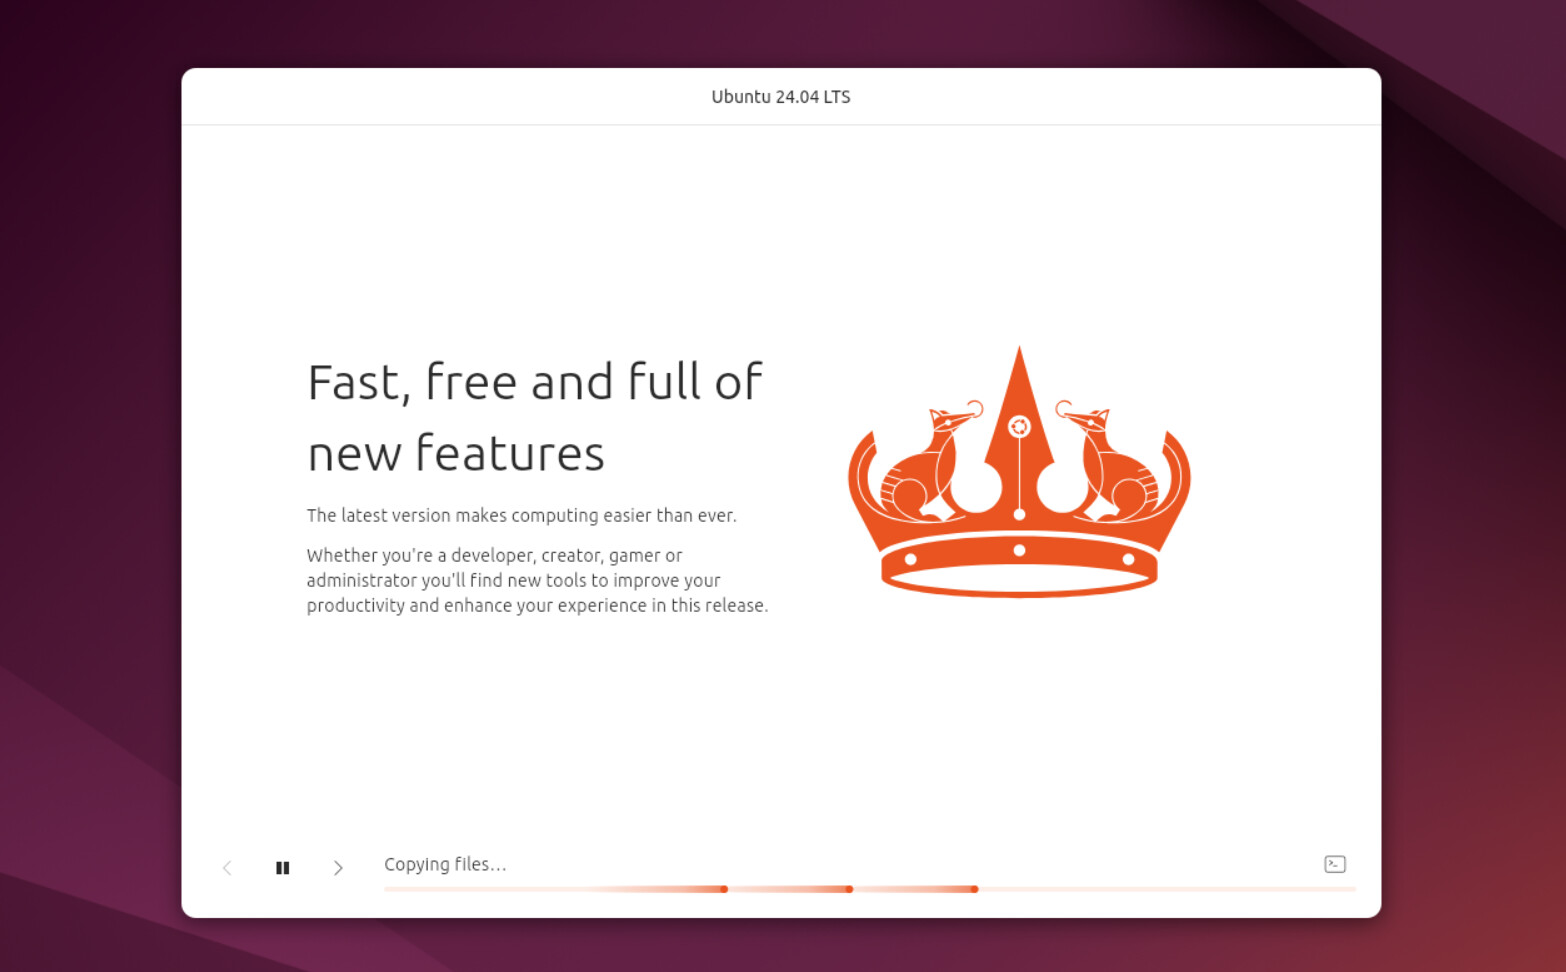 Ubuntu 24.04 LTS
Fast, free and full of
new features
The latest version makes computing easier than ever.
Whether you're a developer, creator, gamer or
administrator you'll find new tools to improve your
productivity and enhance your experience in this release.
Copying files...